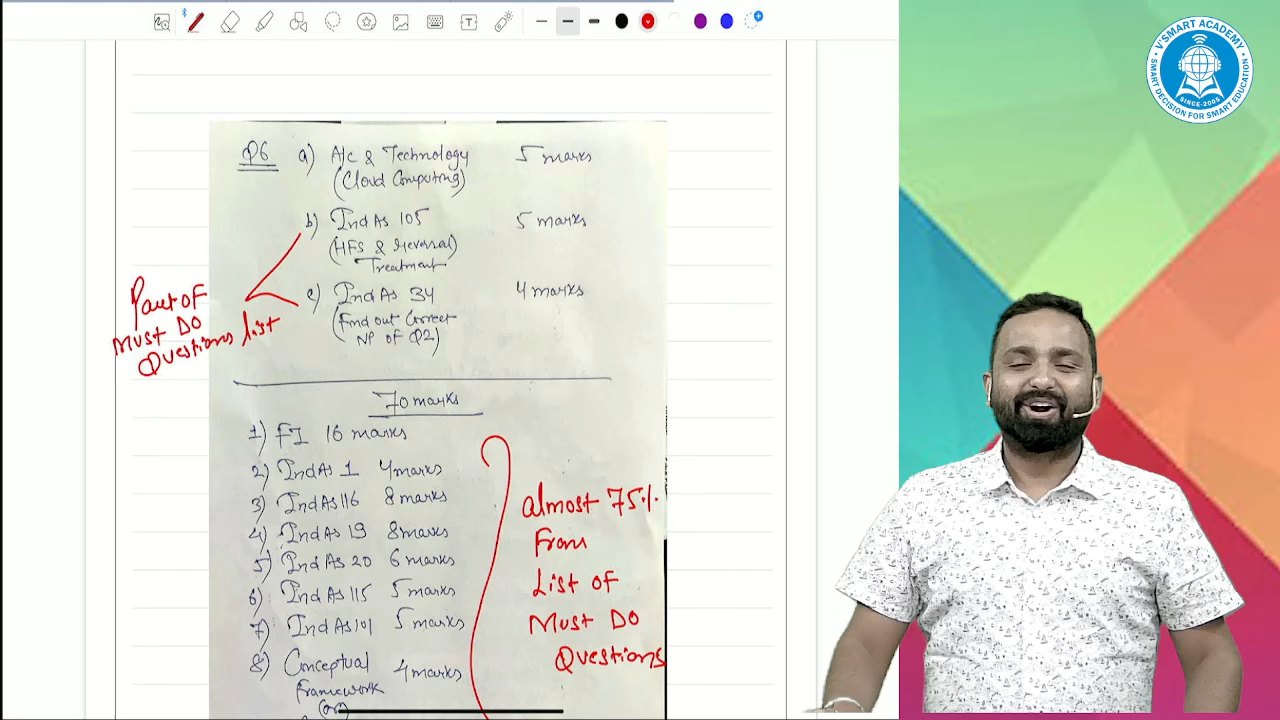 V'SMART ACADEMY
SMART DECISION FOR SMART EDUCATION
SINCE-2005
Q6 a) A/c & Technology 5 marks
(Cloud Computing)
b) Ind AS 105 5 marks
(HFS & reversal)
Treatment
c) Ind AS 34 4 marks
(Find out correct
NP of Q2)
Part of
Must Do
Questions list
70 marks
1) FI 16 marks
2) Ind AS 1 4 marks
3) Ind AS 116 8 marks
4) Ind AS 19 8 marks
5) Ind AS 20 6 marks
6) Ind AS 115 5 marks
7) Ind AS 101 5 marks
8) Conceptual 4 marks
framework
(or)
almost 75%
From
List of
Must Do
Questions